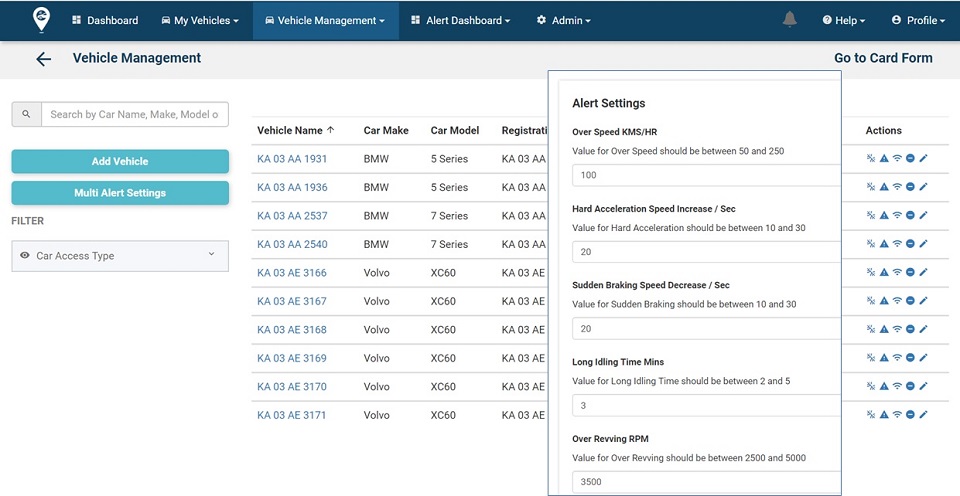 Dashboard My Vehicles Vehicle Management Alert Dashboard Admin Help Profile
Vehicle Management Go to Card Form
Search by Car Name, Make, Model o
Add Vehicle
Multi Alert Settings
FILTER
Car Access Type
Vehicle Name Car Make Car Model Registrati Actions
KA 03 AA 1931 BMW 5 Series KA 03 AA
KA 03 AA 1936 BMW 5 Series KA 03 AA
KA 03 AA 2537 BMW 7 Series KA 03 AA
KA 03 AA 2540 BMW 7 Series KA 03 AA
KA 03 AE 3166 Volvo XC60 KA 03 AE
KA 03 AE 3167 Volvo XC60 KA 03 AE
KA 03 AE 3168 Volvo XC60 KA 03 AE
KA 03 AE 3169 Volvo XC60 KA 03 AE
KA 03 AE 3170 Volvo XC60 KA 03 AE
KA 03 AE 3171 Volvo XC60 KA 03 AE
Alert Settings
Over Speed KMS/HR
Value for Over Speed should be between 50 and 250
100
Hard Acceleration Speed Increase / Sec
Value for Hard Acceleration should be between 10 and 30
20
Sudden Braking Speed Decrease / Sec
Value for Sudden Braking should be between 10 and 30
20
Long Idling Time Mins
Value for Long Idling Time should be between 2 and 5
3
Over Revving RPM
Value for Over Revving should be between 2500 and 5000
3500